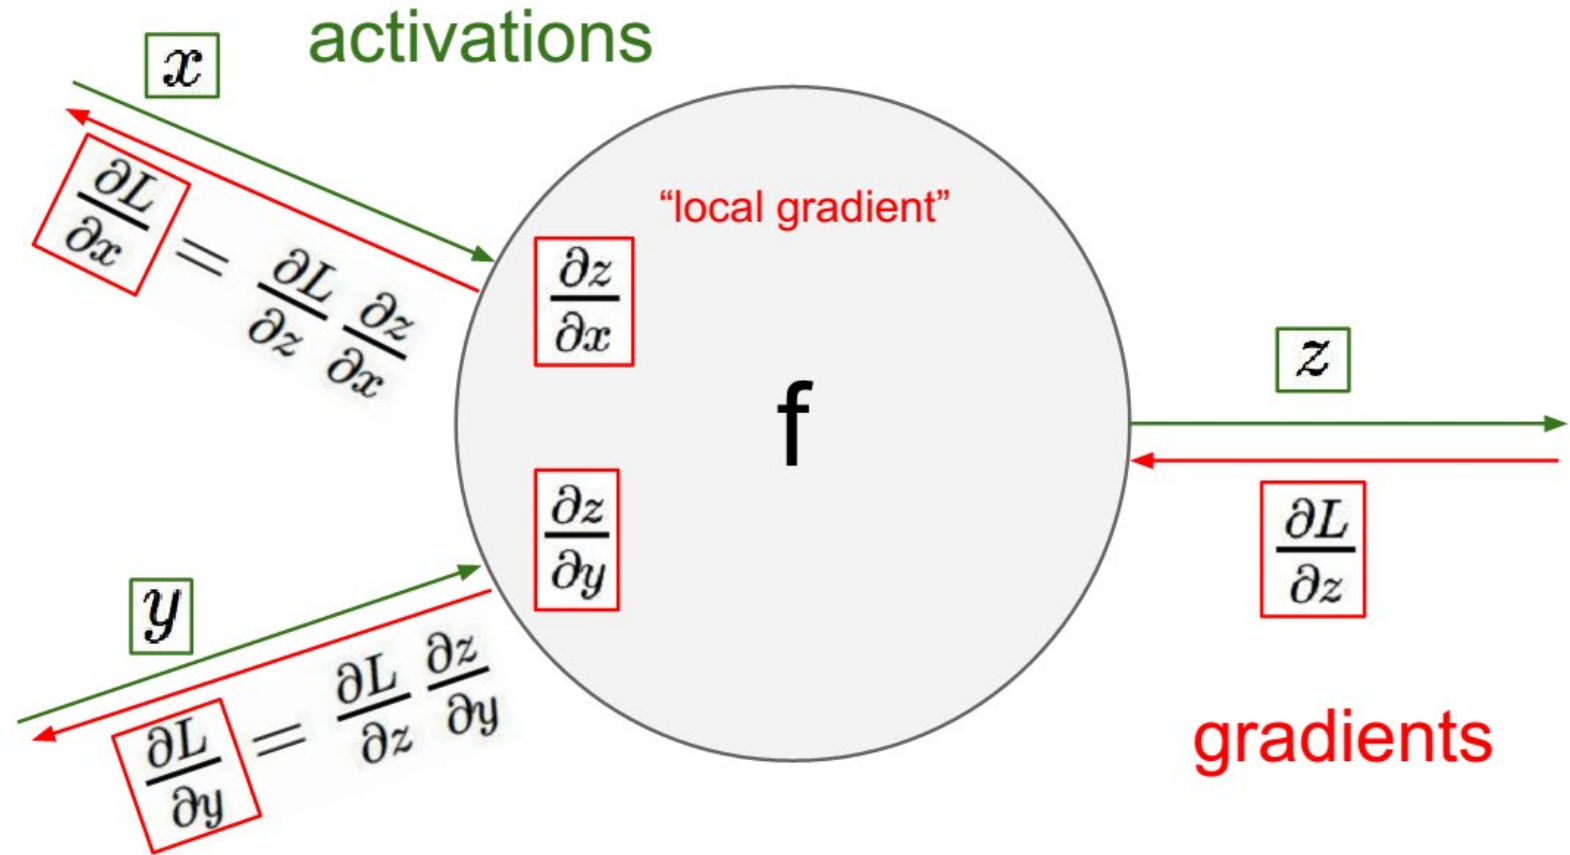 activations
x
∂L/∂x = ∂L/∂z ∂z/∂x
“local gradient”
∂z/∂x
f
z
∂L/∂z
∂z/∂y
y
∂L/∂y = ∂L/∂z ∂z/∂y
gradients